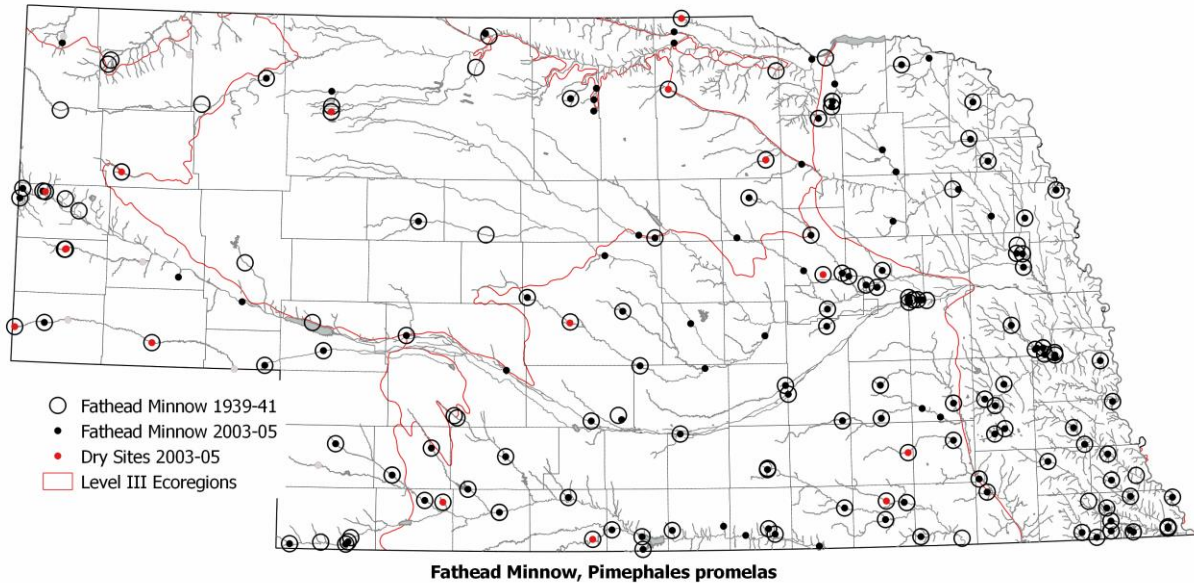 Fathead Minnow 1939-41
Fathead Minnow 2003-05
Dry Sites 2003-05
Level III Ecoregions
Fathead Minnow, Pimephales promelas